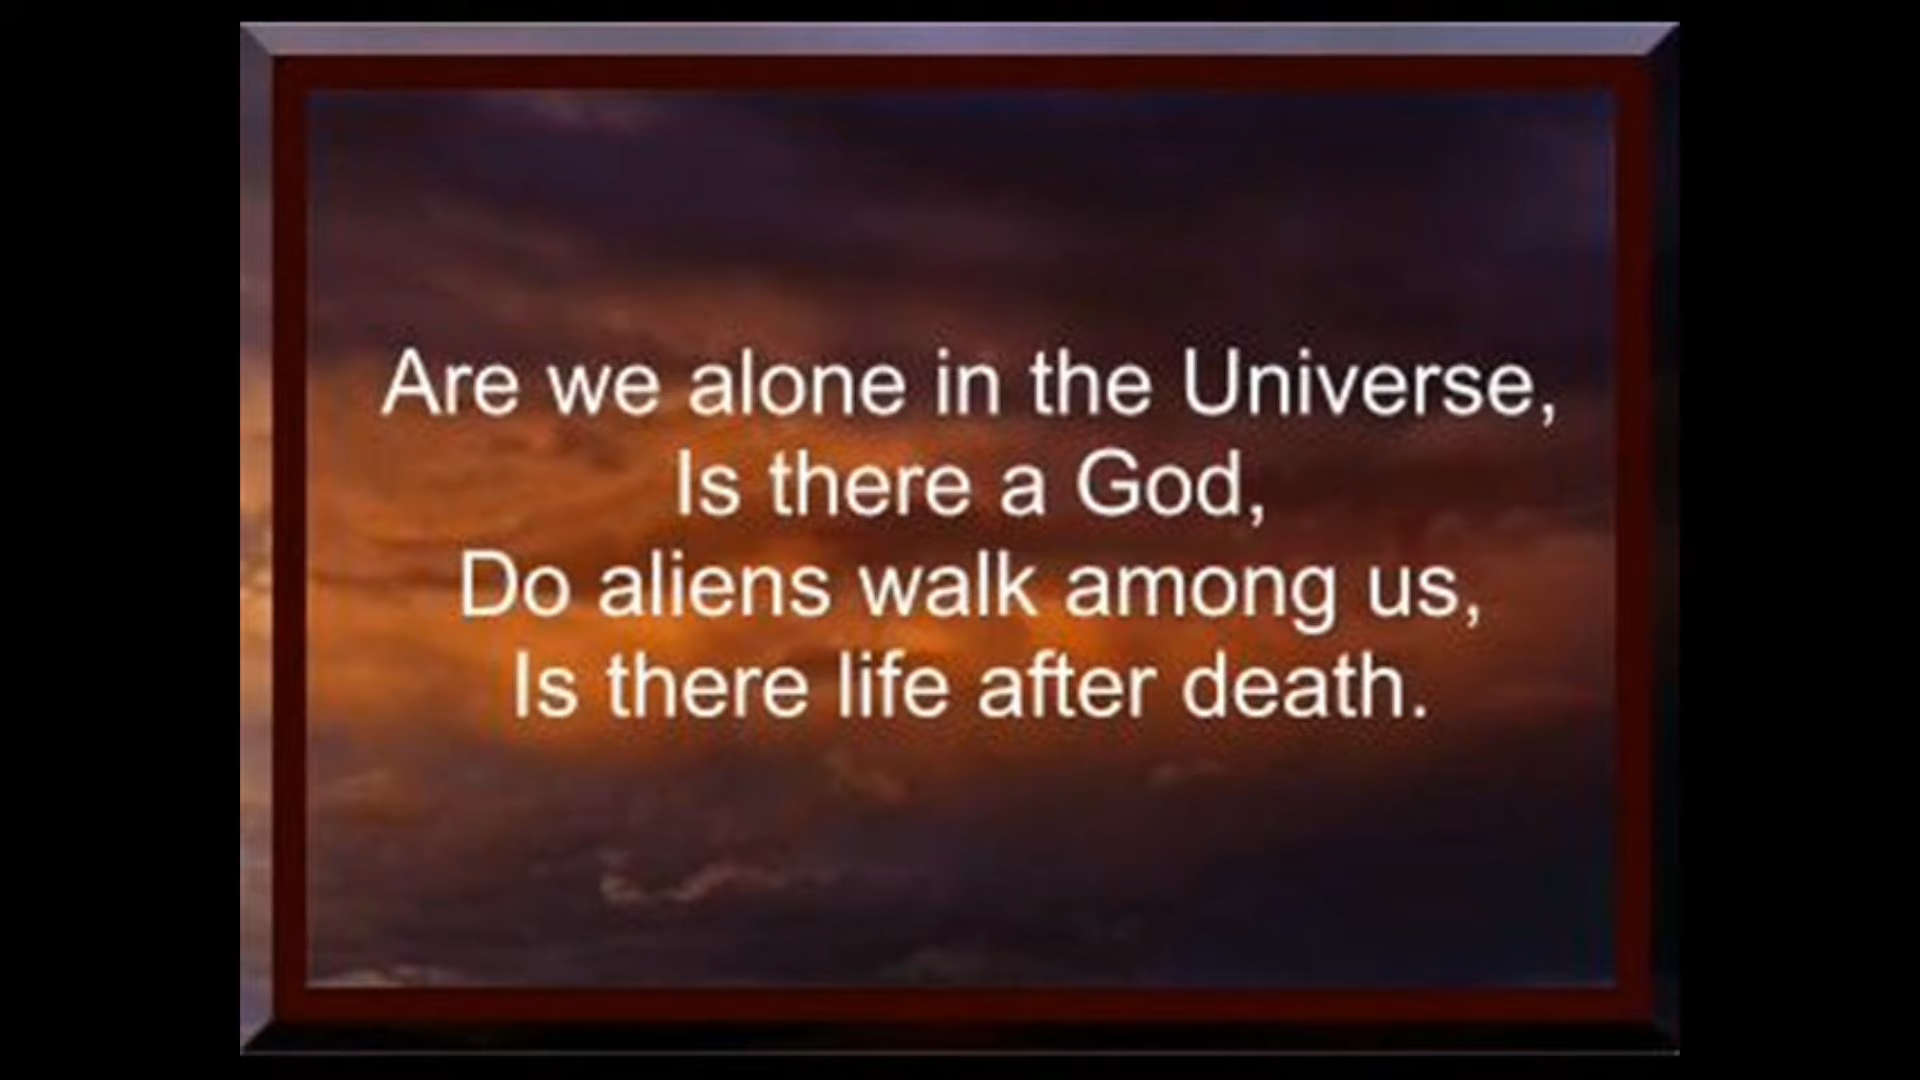 Are we alone in the Universe,
Is there a God,
Do aliens walk among us,
Is there life after death.